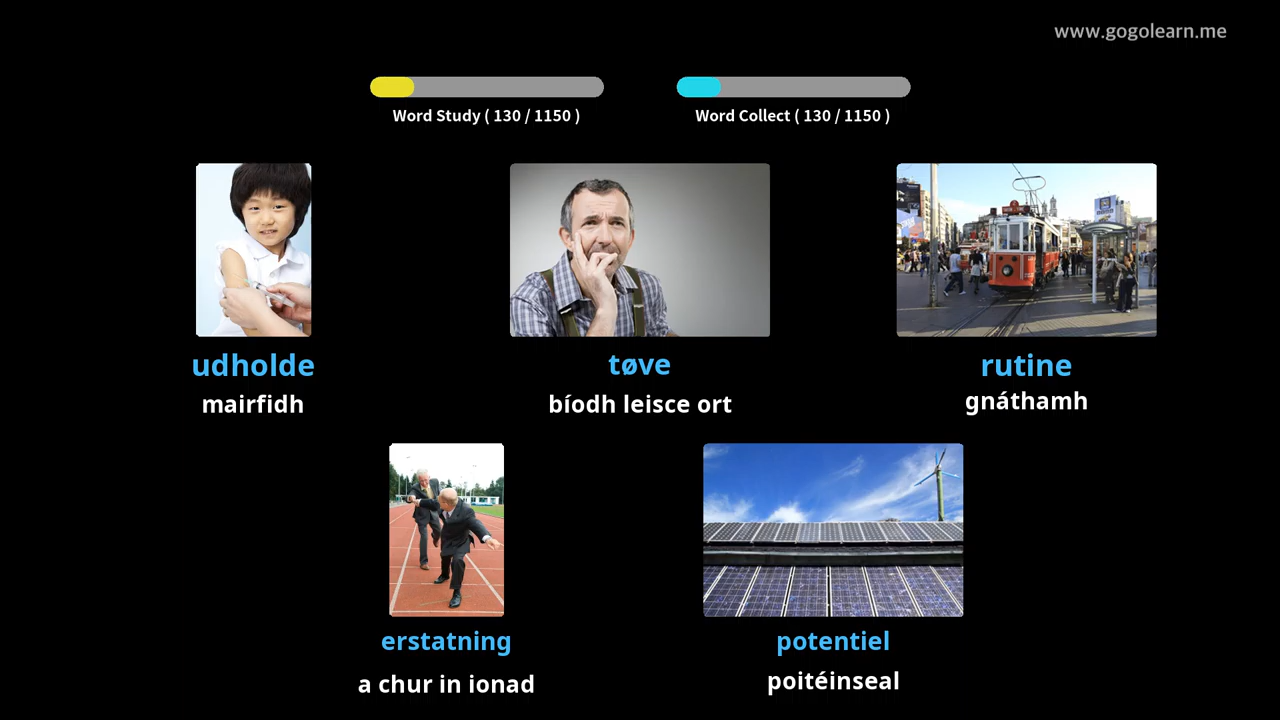 www.gogolearn.me
Word Study ( 130 / 1150 )
Word Collect ( 130 / 1150 )
udholde
mairfidh
tøve
bíodh leisce ort
rutine
gnáthamh
erstatning
a chur in ionad
potentiel
poitéinseal